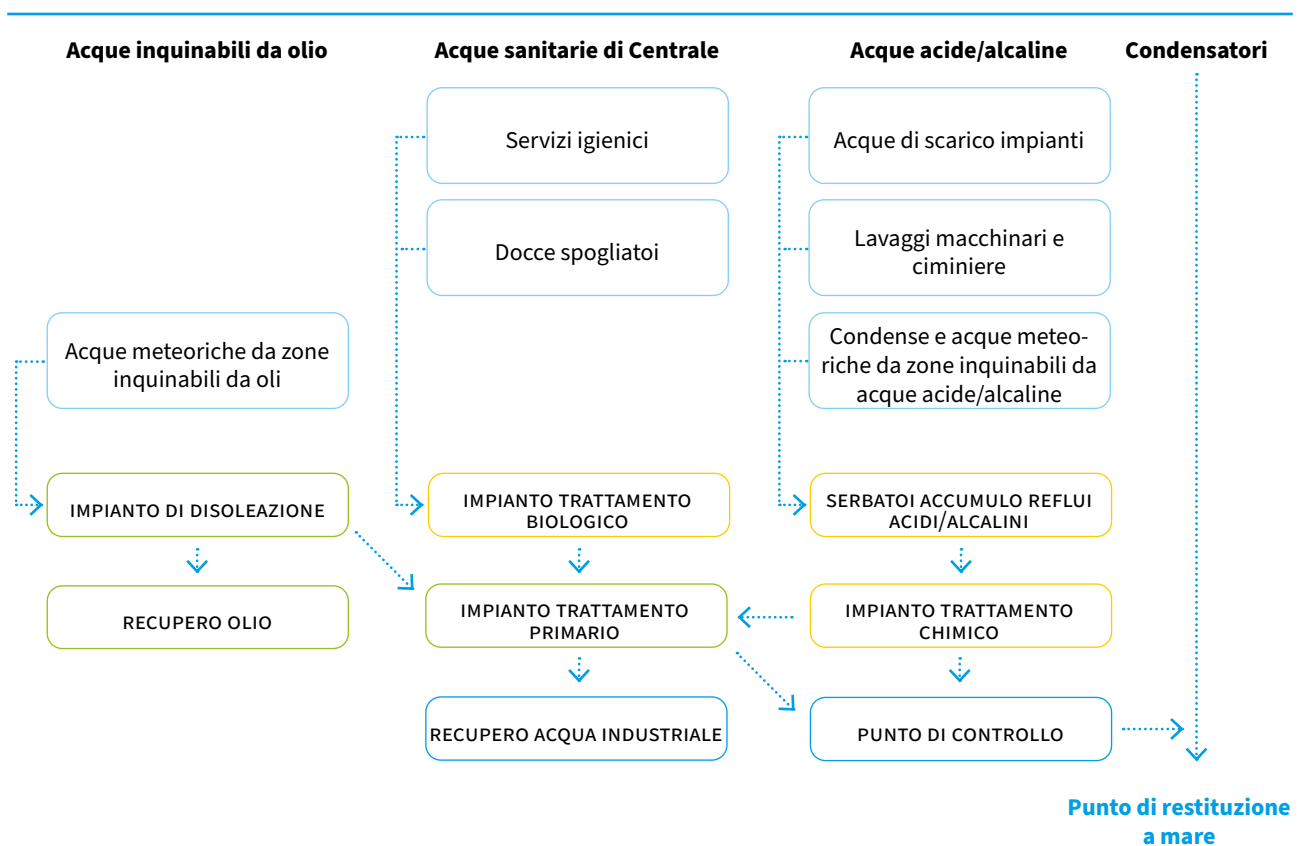 Acque inquinabili da olio
Acque sanitarie di Centrale
Acque acide/alcaline
Condensatori
Servizi igienici
Acque di scarico impianti
Docce spogliatoi
Lavaggi macchinari e
ciminiere
Acque meteoriche da zone
inquinabili da oli
Condense e acque meteo-
riche da zone inquinabili da
acque acide/alcaline
IMPIANTO DI DISOLEAZIONE
IMPIANTO TRATTAMENTO
BIOLOGICO
SERBATOI ACCUMULO REFLUI
ACIDI/ALCALINI
RECUPERO OLIO
IMPIANTO TRATTAMENTO
PRIMARIO
IMPIANTO TRATTAMENTO
CHIMICO
RECUPERO ACQUA INDUSTRIALE
PUNTO DI CONTROLLO
Punto di restituzione
a mare